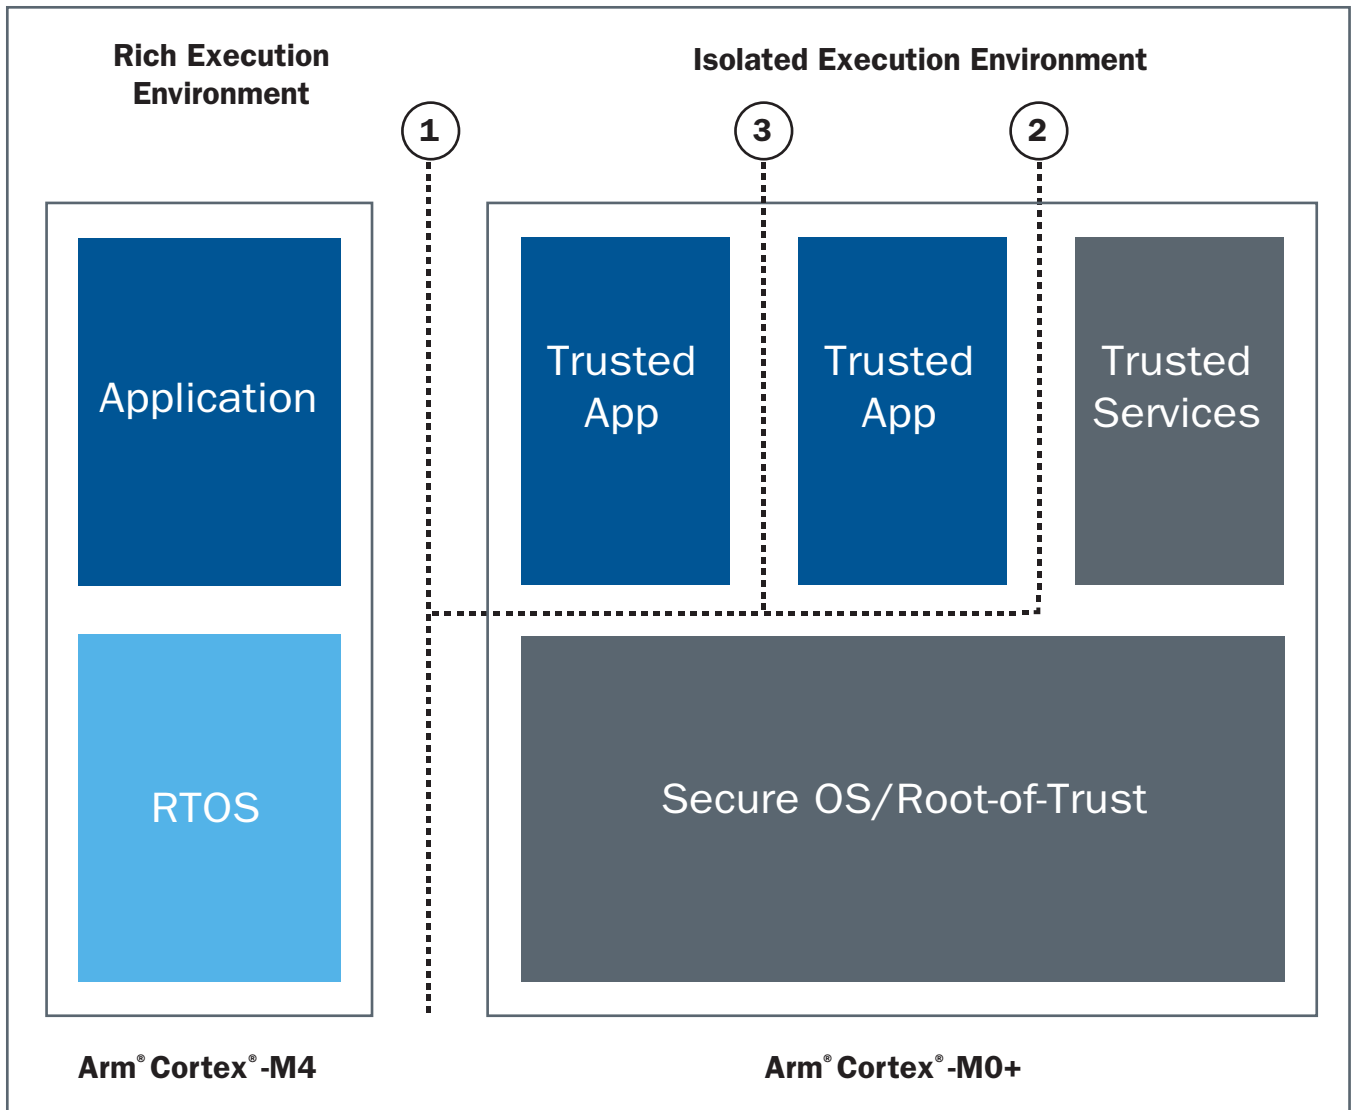 Rich Execution
Environment
Isolated Execution Environment
1
3
2
Application
Trusted
App
Trusted
App
Trusted
Services
RTOS
Secure OS/Root-of-Trust
Arm® Cortex®-M4
Arm® Cortex®-M0+